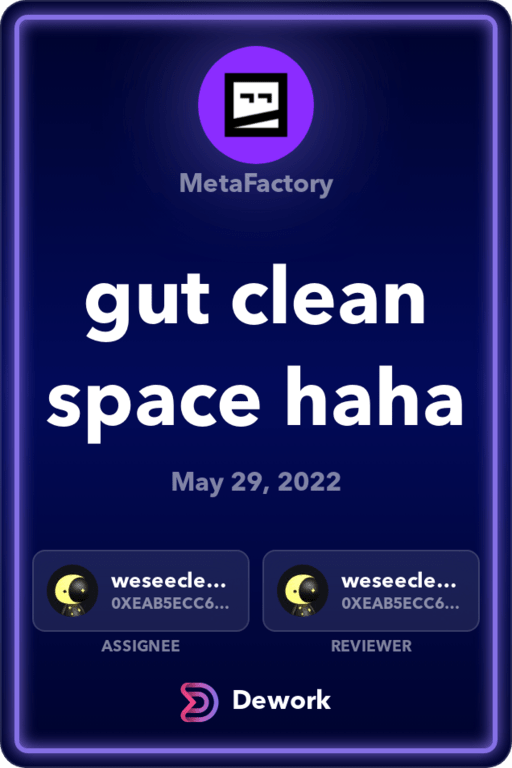 MetaFactory
gut clean
space haha
May 29, 2022
weseecle... weseecle...
0XEAB5ECC6... 0XEAB5ECC6...
ASSIGNEE REVIEWER
Dework